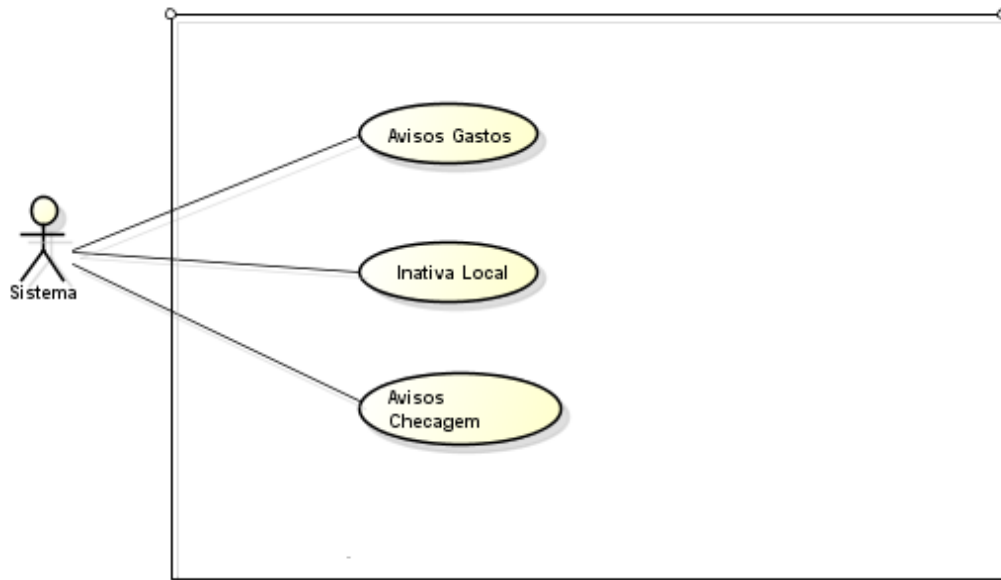 Avisos Gastos
Inativa Local
Sistema
Avisos
Checagem